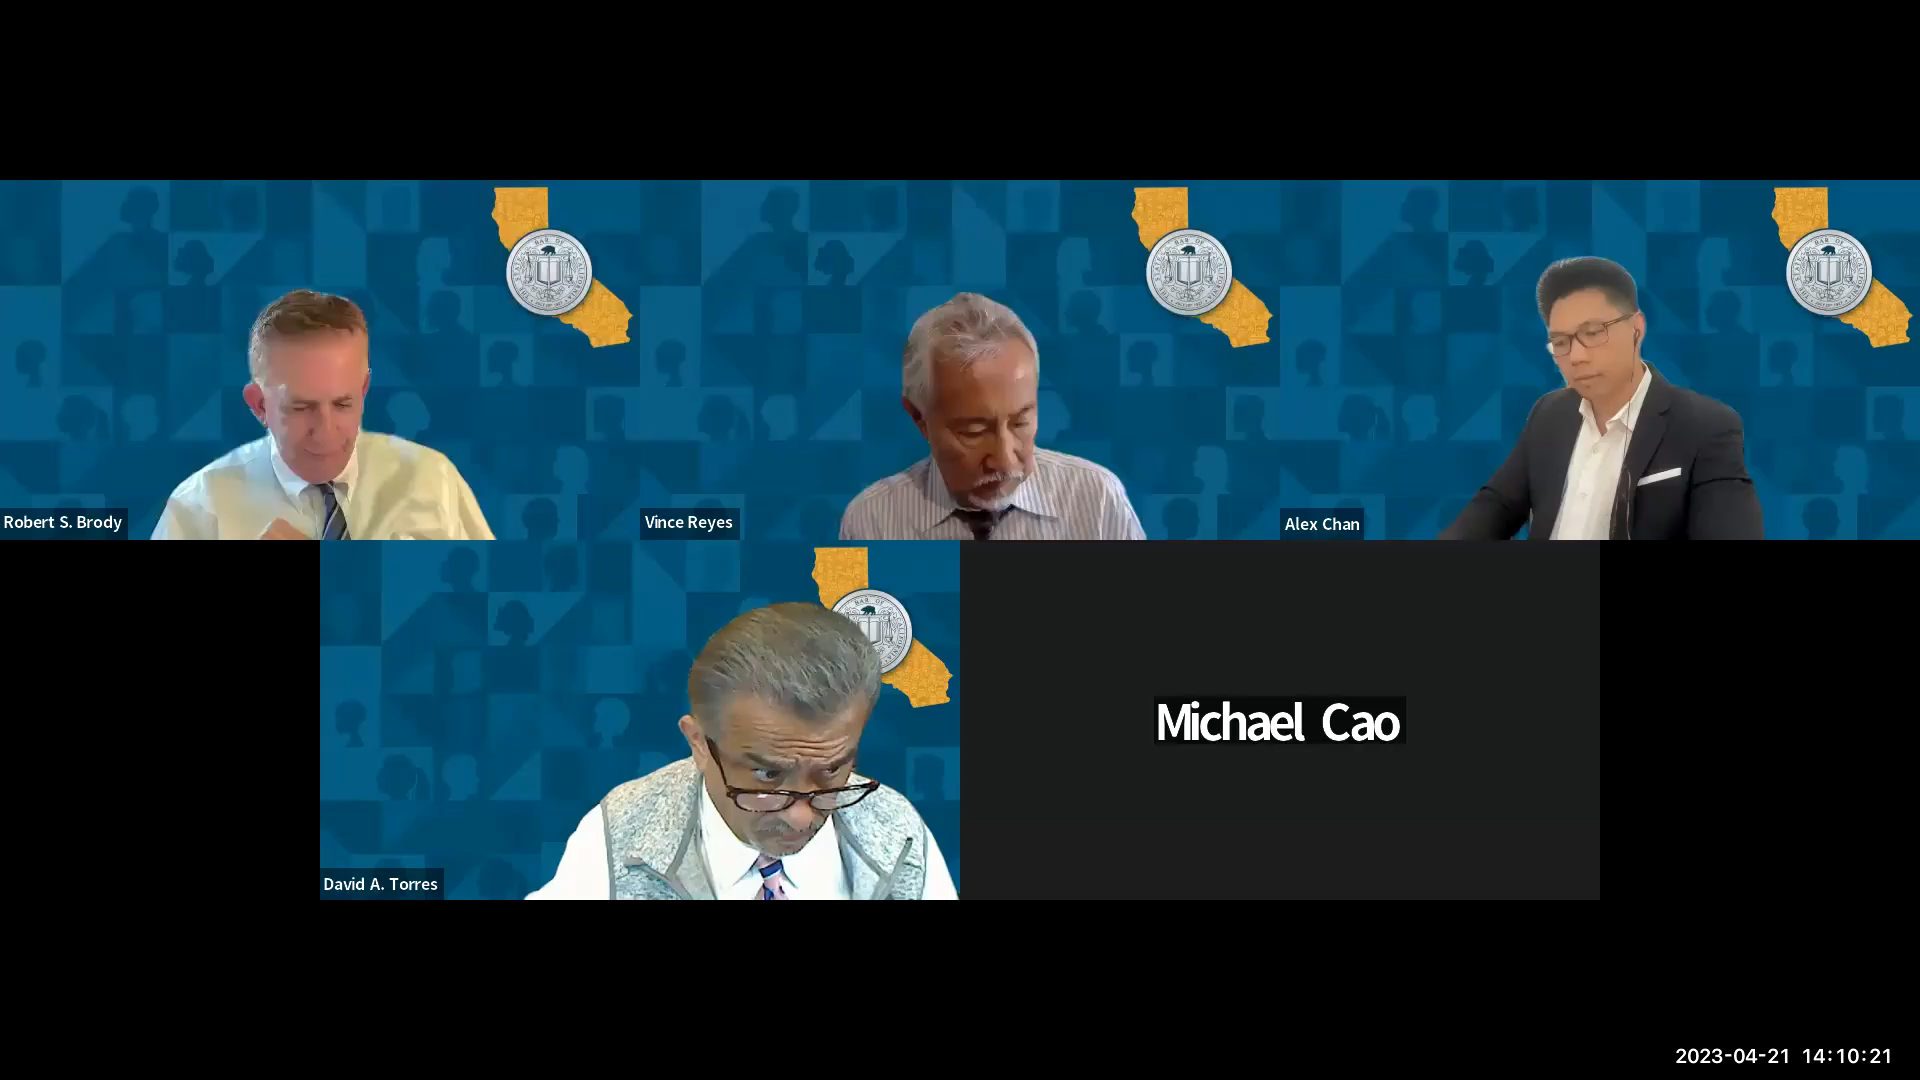 Robert S. Brody
Vince Reyes
Alex Chan
David A. Torres
Michael Cao
2023-04-21 14:10:21